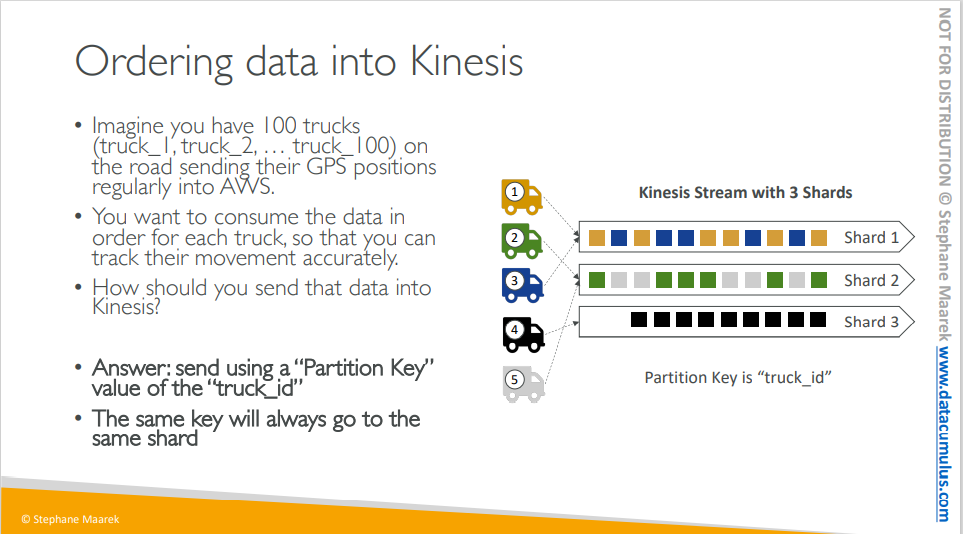 Ordering data into Kinesis
• Imagine you have 100 trucks
(truck_1, truck_2, … truck_100) on
the road sending their GPS positions
regularly into AWS.
• You want to consume the data in
order for each truck, so that you can
track their movement accurately.
• How should you send that data into
Kinesis?
• Answer: send using a “Partition Key”
value of the “truck_id”
• The same key will always go to the
same shard
1
2
3
4
5
Kinesis Stream with 3 Shards
Shard 1
Shard 2
Shard 3
Partition Key is “truck_id”
© Stephane Maarek
NOT FOR DISTRIBUTION © Stephane Maarek www.datacumulus.com